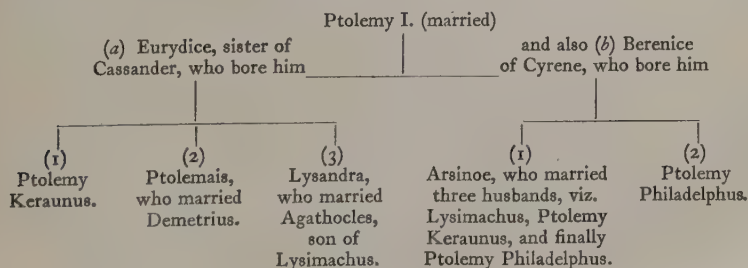 Ptolemy I. (married)
(a) Eurydice, sister of
Cassander, who bore him
and also (b) Berenice
of Cyrene, who bore him
(1)
Ptolemy
Keraunus.
(2)
Ptolemais,
who married
Demetrius.
(3)
Lysandra,
who married
Agathocles,
son of
Lysimachus.
(1)
Arsinoe, who married
three husbands, viz.
Lysimachus, Ptolemy
Keraunus, and finally
Ptolemy Philadelphus.
(2)
Ptolemy
Philadelphus.